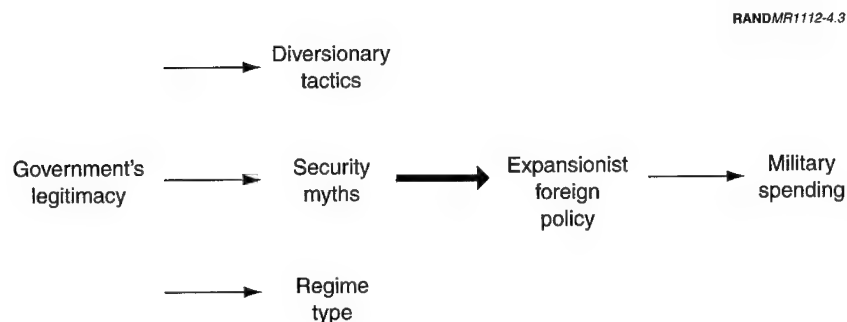 RANDMR1112-4.3
Diversionary
tactics
Government's
legitimacy
Security
myths
Expansionist
foreign
policy
Military
spending
Regime
type